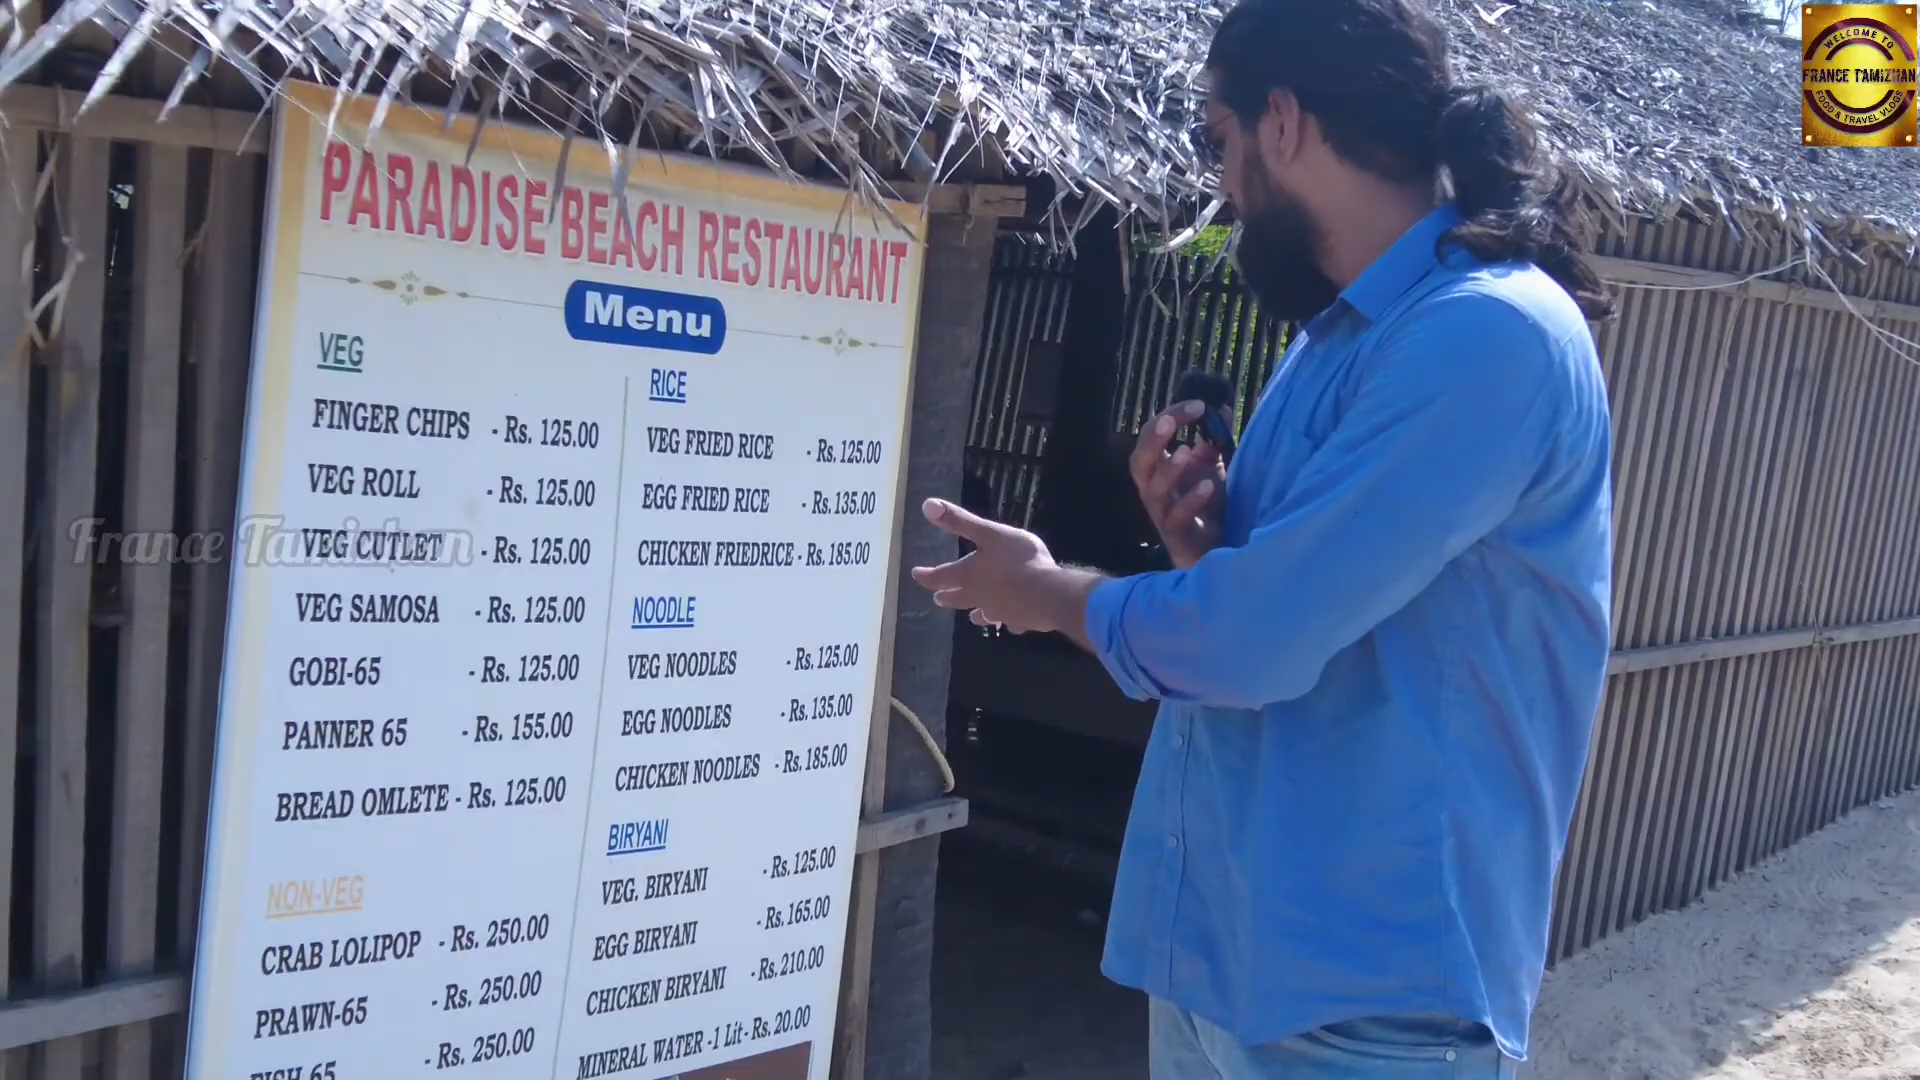 PARADISE BEACH RESTAURANT
Menu
VEG
FINGER CHIPS - Rs. 125.00
VEG ROLL - Rs. 125.00
VEG CUTLET - Rs. 125.00
VEG SAMOSA - Rs. 125.00
GOBI-65 - Rs. 125.00
PANNER 65 - Rs. 155.00
BREAD OMLETE - Rs. 125.00
NON-VEG
CRAB LOLIPOP - Rs. 250.00
PRAWN-65 - Rs. 250.00
FISH 65 - Rs. 250.00
RICE
VEG FRIED RICE - Rs. 125.00
EGG FRIED RICE - Rs. 135.00
CHICKEN FRIEDRICE - Rs. 185.00
NOODLE
VEG NOODLES - Rs. 125.00
EGG NOODLES - Rs. 135.00
CHICKEN NOODLES - Rs. 185.00
BIRYANI
VEG. BIRYANI - Rs. 125.00
EGG BIRYANI - Rs. 165.00
CHICKEN BIRYANI - Rs. 210.00
MINERAL WATER -1 Lit - Rs. 20.00
France Tamizhan
WELCOME TO
FRANCE TAMIZHAN
FOOD & TRAVEL VLOGS